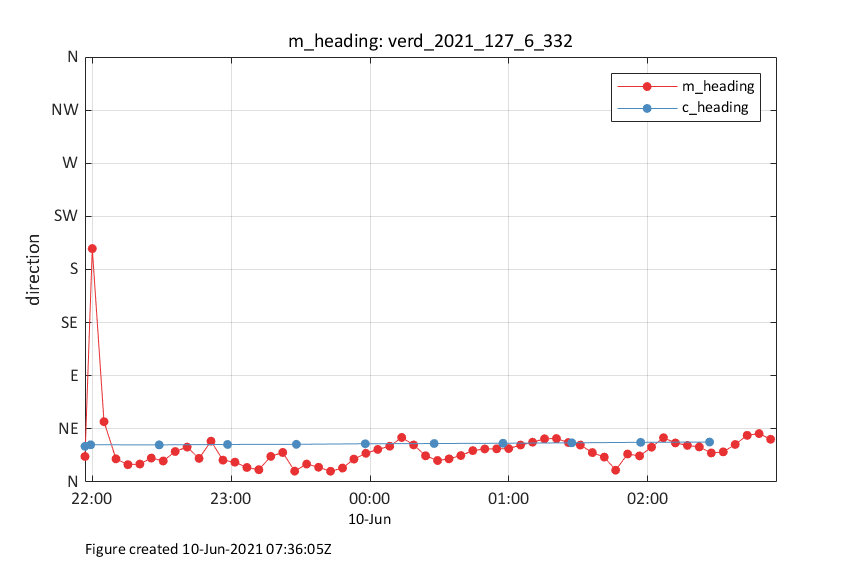 m_heading: verd_2021_127_6_332
N
NW
W
SW
S
SE
E
NE
N
direction
m_heading
c_heading
22:00 23:00 00:00 01:00 02:00
10-Jun
Figure created 10-Jun-2021 07:36:05Z